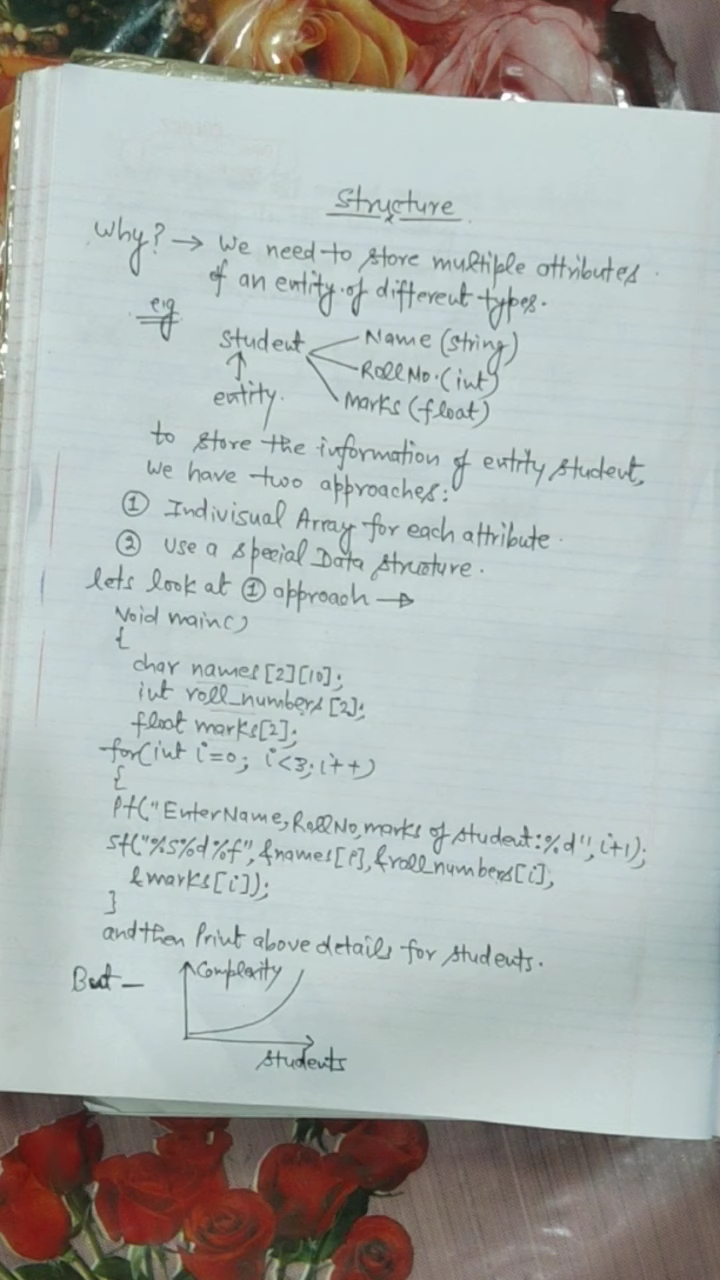 Structure
Why? → We need to store multiple attributes
of an entity of different types.
eg
Student
Name (string)
Roll No. (int)
Marks (float)
↑
entity.
to store the information of entity student,
we have two approaches:
① Indivisual Array for each attribute.
② Use a special Data structure.
lets look at ① approach →
Void main()
{
char names[2][10];
int roll_numbers[2];
float marks[2];
for(int i=0; i<3; i++)
{
Pf("Enter Name, Roll No, marks of student:%d", i+1);
Sf("%s%d%f", &names[i], &roll_numbers[i],
&marks[i]);
}
and then Print above details for students.
But –
Complexity
students